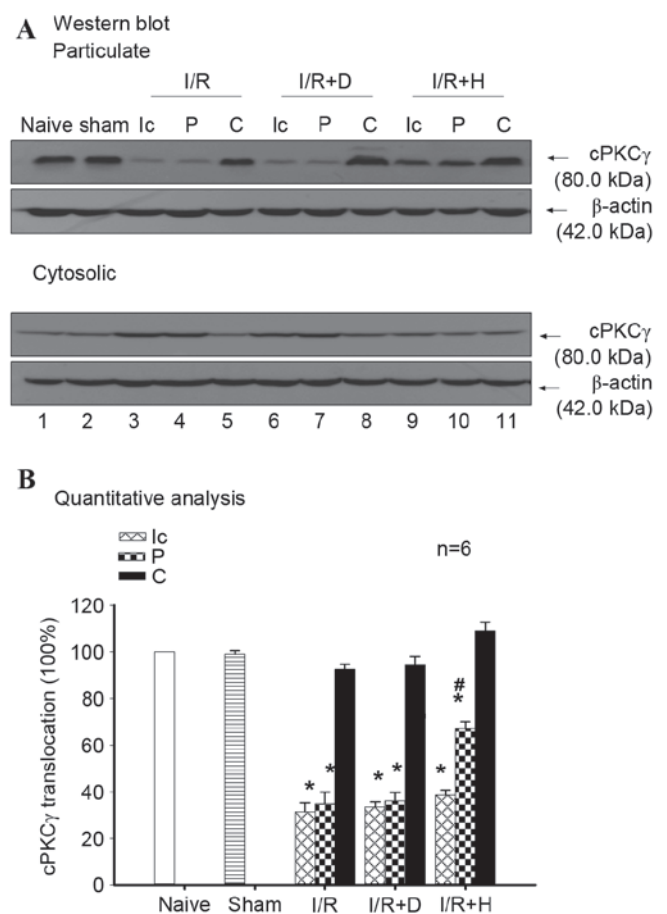 A Western blot
Particulate
I/R I/R+D I/R+H
Naive sham Ic P C Ic P C Ic P C
cPKCγ
(80.0 kDa)
β-actin
(42.0 kDa)
Cytosolic
cPKCγ
(80.0 kDa)
β-actin
(42.0 kDa)
1 2 3 4 5 6 7 8 9 10 11
B Quantitative analysis
Ic
P
C
n=6
cPKCγ translocation (100%)
120
100
80
60
40
20
0
* * * * * # *
Naive Sham I/R I/R+D I/R+H